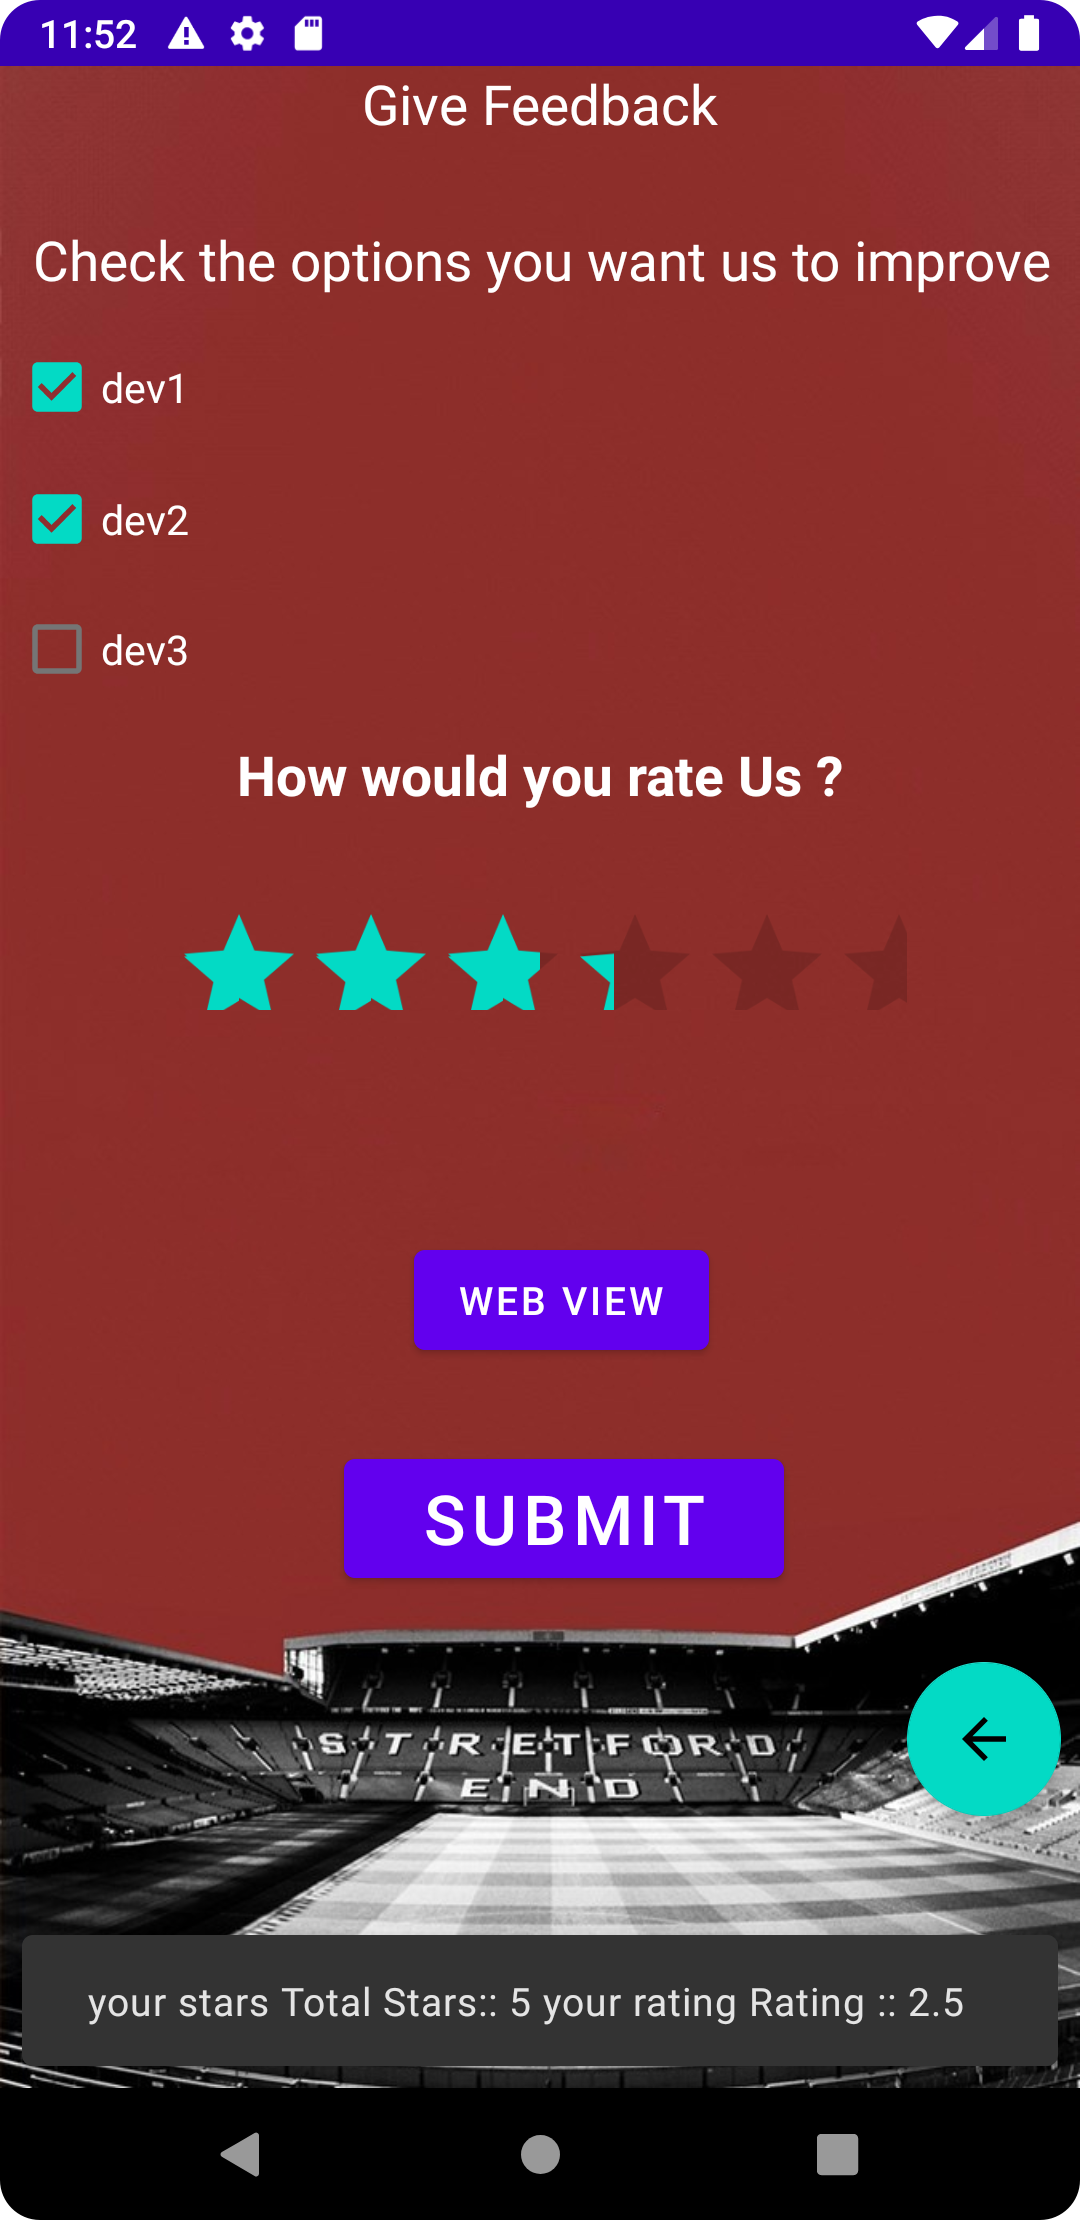 11:52
Give Feedback
Check the options you want us to improve
dev1
dev2
dev3
How would you rate Us ?
WEB VIEW
SUBMIT
STRETFORD
END
your stars Total Stars:: 5 your rating Rating :: 2.5